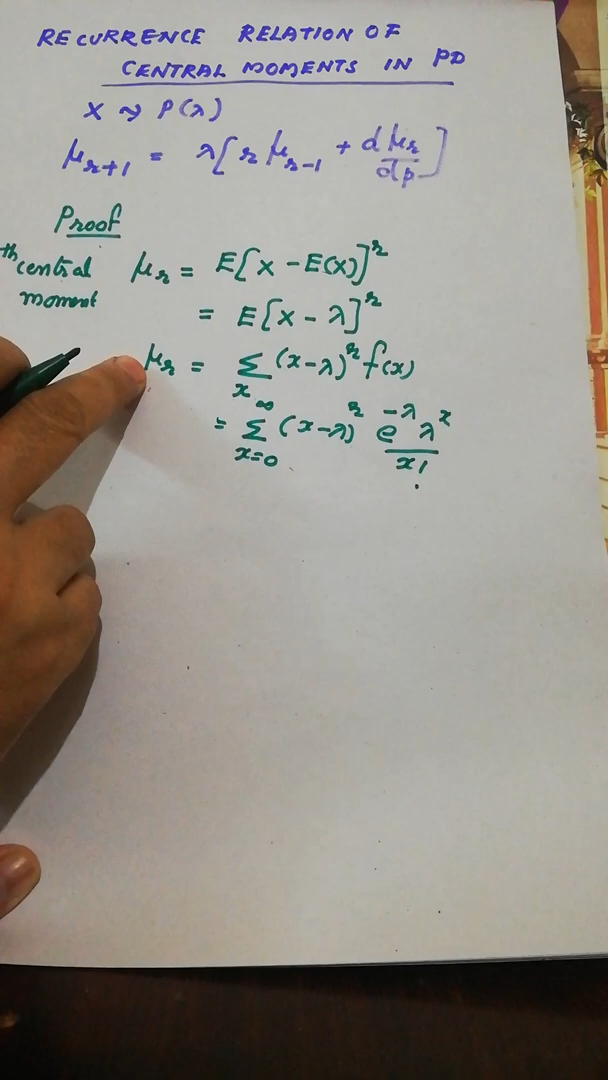 RECURRENCE RELATION OF
CENTRAL MOMENTS IN PD
X ~ P(λ)
μᵣ₊₁ = λ[r μᵣ₋₁ + dμᵣ/dp]
Proof
th central moment μᵣ = E[X - E(X)]ʳ
= E[X - λ]ʳ
μᵣ = Σₓ (x-λ)ʳ f(x)
= Σₓ₌₀^∞ (x-λ)ʳ e^(-λ) λˣ / x!